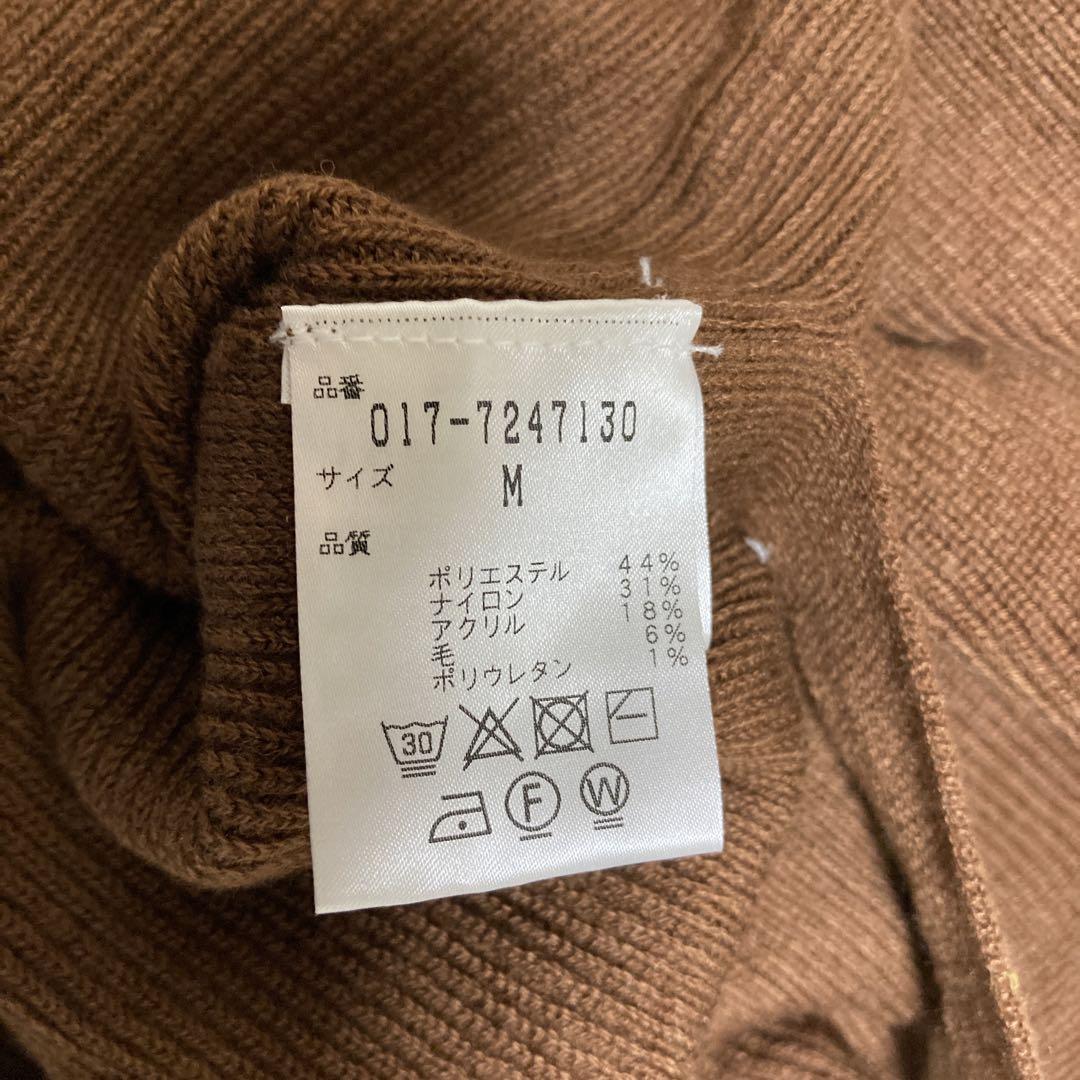 品番
017-7247130
サイズ
M
品質
ポリエステル 44%
ナイロン 31%
アクリル 18%
毛 6%
ポリウレタン 1%
30
F W